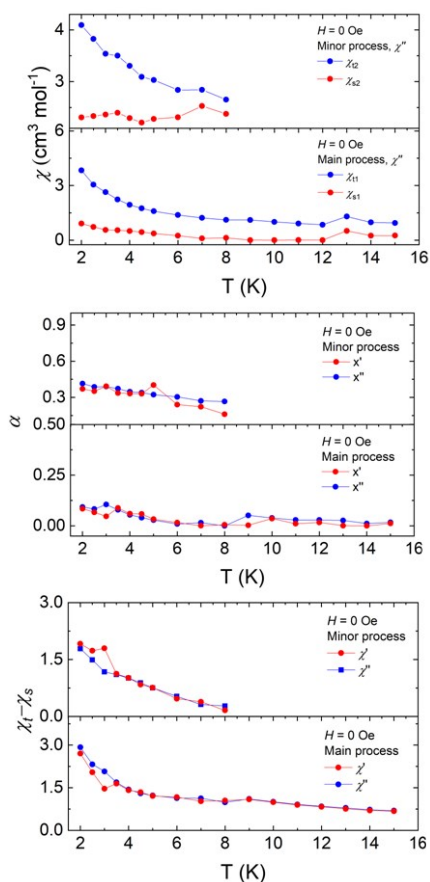 H = 0 Oe
Minor process, χ"
χt2
χs2
3
6
H = 0 Oe
Main process, χ"
χt1
χs1
3
0
χ (cm3 mol-1)
2 4 6 8 10 12 14 16
T (K)
0.9
H = 0 Oe
Minor process
x'
x"
0.6
0.3
0.50
H = 0 Oe
Main process
x'
x"
0.25
0.00
α
2 4 6 8 10 12 14 16
T (K)
3.0
H = 0 Oe
Minor process
χ'
χ"
1.5
0.0
H = 0 Oe
Main process
χ'
χ"
3.0
1.5
0.0
χt–χs
2 4 6 8 10 12 14 16
T (K)